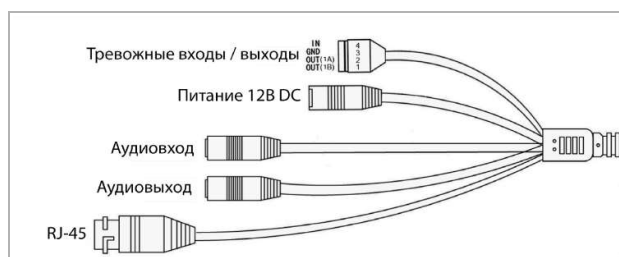 Тревожные входы / выходы
IN 4
GND 3
OUT(1A) 2
OUT(1B) 1
Питание 12В DC
Аудиовход
Аудиовыход
RJ-45